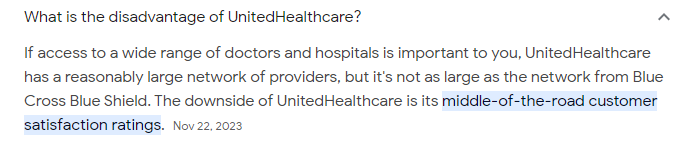 What is the disadvantage of UnitedHealthcare?
If access to a wide range of doctors and hospitals is important to you, UnitedHealthcare
has a reasonably large network of providers, but it's not as large as the network from Blue
Cross Blue Shield. The downside of UnitedHealthcare is its middle-of-the-road customer
satisfaction ratings. Nov 22, 2023